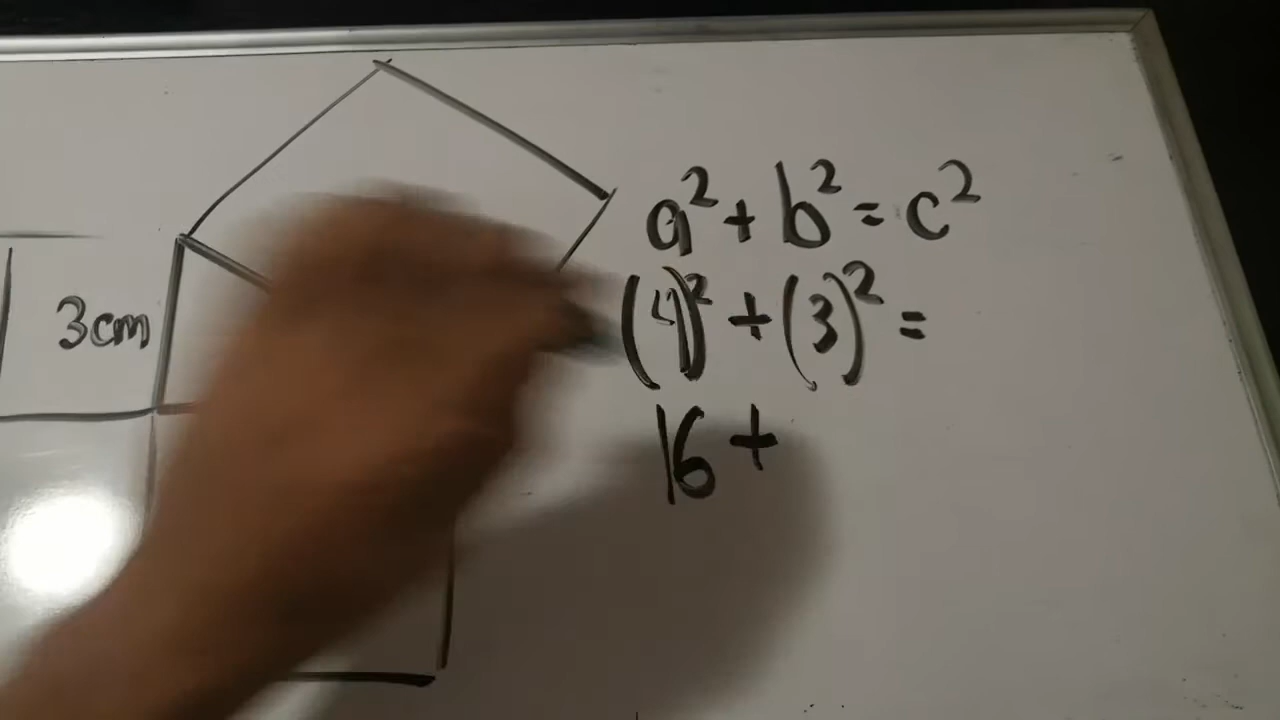 3cm
a² + b² = c²
(4)² + (3)² =
16 +